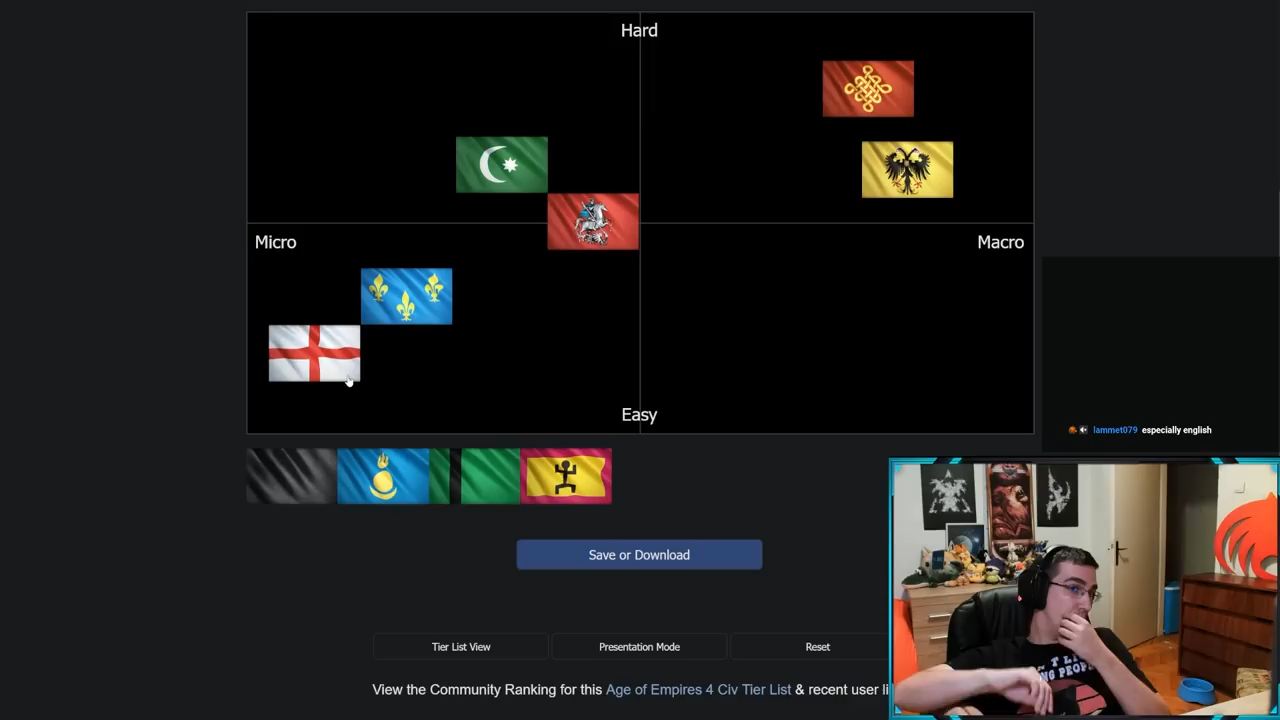 Hard
Micro
Macro
lammet079 especially english
Easy
Save or Download
Tier List View
Presentation Mode
Reset
View the Community Ranking for this Age of Empires 4 Civ Tier List & recent user li